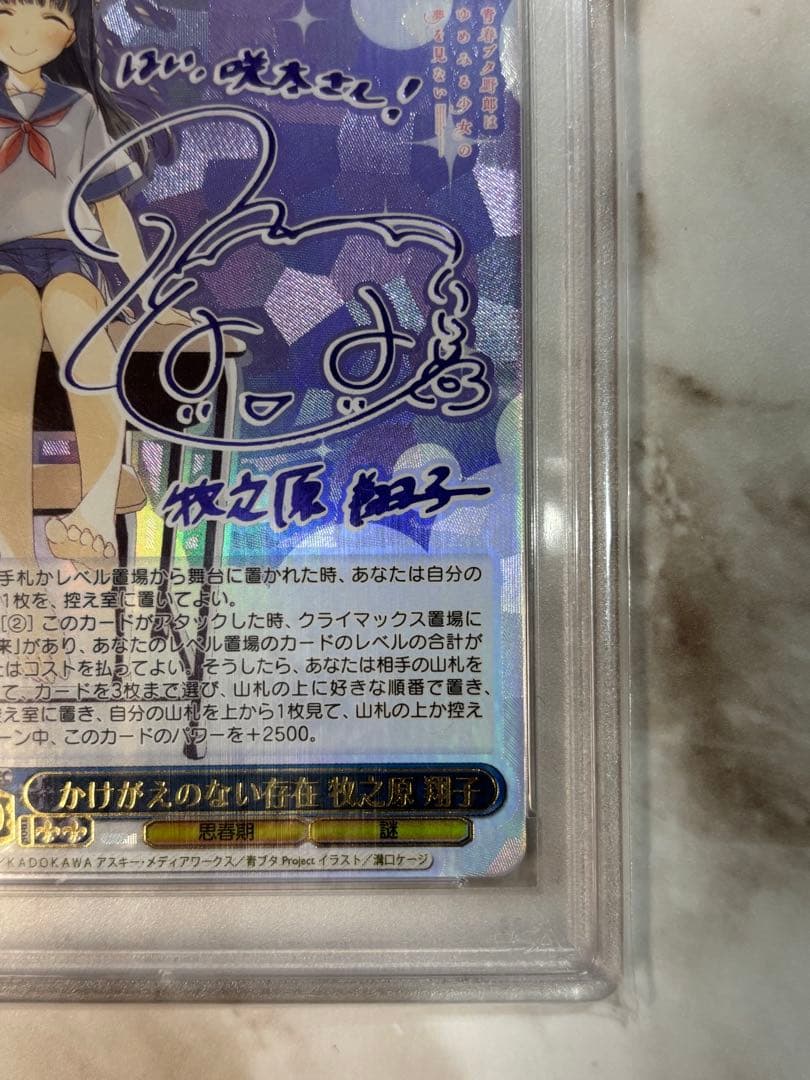 青春ブタ野郎は
ゆめみる少女の
夢を見ない
はい、咲太さん！
牧之原 翔子
手札かレベル置場から舞台に置かれた時、あなたは自分の
1枚を、控え室に置いてよい。
[②] このカードがアタックした時、クライマックス置場に
来」があり、あなたのレベル置場のカードのレベルの合計が
はコストを払ってよい。そうしたら、あなたは相手の山札を
て、カードを3枚まで選び、山札の上に好きな順番で置き、
え室に置き、自分の山札を上から1枚見て、山札の上か控え
ーン中、このカードのパワーを+2500。
かけがえのない存在 牧之原 翔子
思春期 謎
/KADOKAWA アスキー・メディアワークス/青ブタ Project イラスト/溝口ケージ